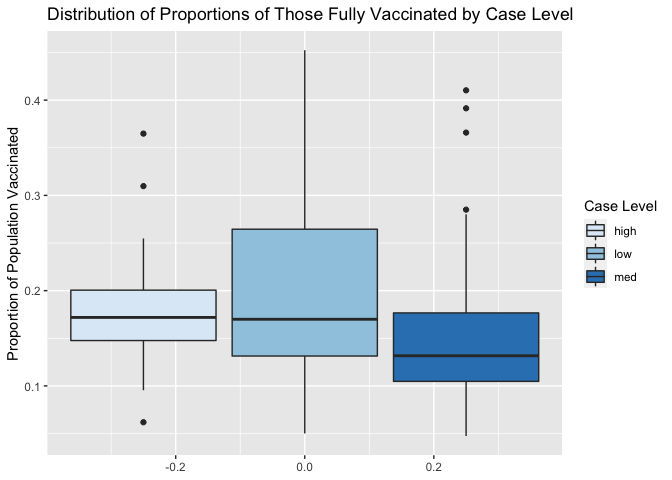 Distribution of Proportions of Those Fully Vaccinated by Case Level
Proportion of Population Vaccinated
0.4
0.3
0.2
0.1
-0.2
0.0
0.2
Case Level
high
low
med